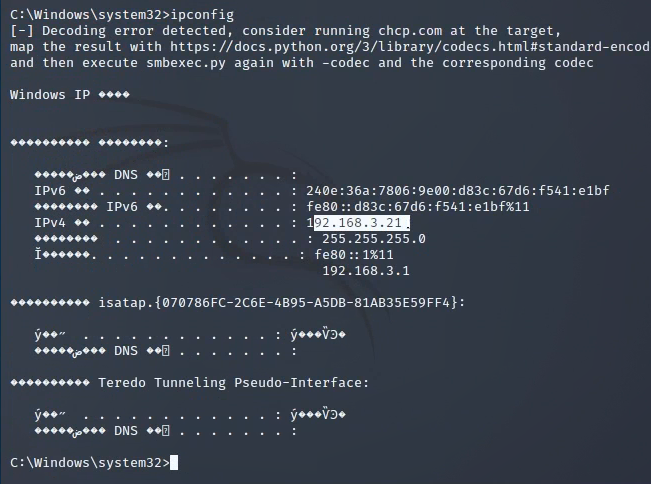 C:\Windows\system32>ipconfig
[-] Decoding error detected, consider running chcp.com at the target,
map the result with https://docs.python.org/3/library/codecs.html#standard-encod
and then execute smbexec.py again with -codec and the corresponding codec
Windows IP ����
����������� ���������:
�����ض��� DNS ��׺ . . . . . . . :
IPv6 �� . . . . . . . . . . . . : 240e:36a:7806:9e00:d83c:67d6:f541:e1bf
�������� IPv6 ��. . . . . . . . : fe80::d83c:67d6:f541:e1bf%11
IPv4 �� . . . . . . . . . . . . : 192.168.3.21
��������  . . . . . . . . . . . . : 255.255.255.0
Ĭ������. . . . . . . . . . . . . : fe80::1%11
192.168.3.1
����������� isatap.{070786FC-2C6E-4B95-A5DB-81AB35E59FF4}:
ý��״  . . . . . . . . . . . . : ý���ѶϿ�
�����ض��� DNS ��׺ . . . . . . . :
����������� Teredo Tunneling Pseudo-Interface:
ý��״  . . . . . . . . . . . . : ý���ѶϿ�
�����ض��� DNS ��׺ . . . . . . . :
C:\Windows\system32>